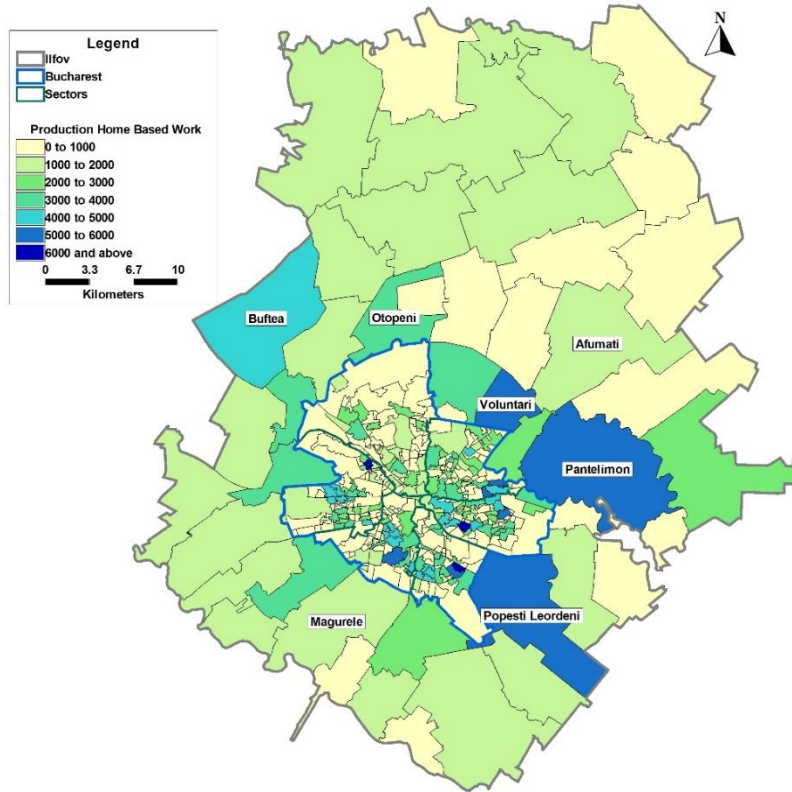 N
Legend
Ilfov
Bucharest
Sectors
Production Home Based Work
0 to 1000
1000 to 2000
2000 to 3000
3000 to 4000
4000 to 5000
5000 to 6000
6000 and above
0 3.3 6.7 10
Kilometers
Buftea
Otopeni
Afumati
Voluntari
Pantelimon
Magurele
Popesti Leordeni